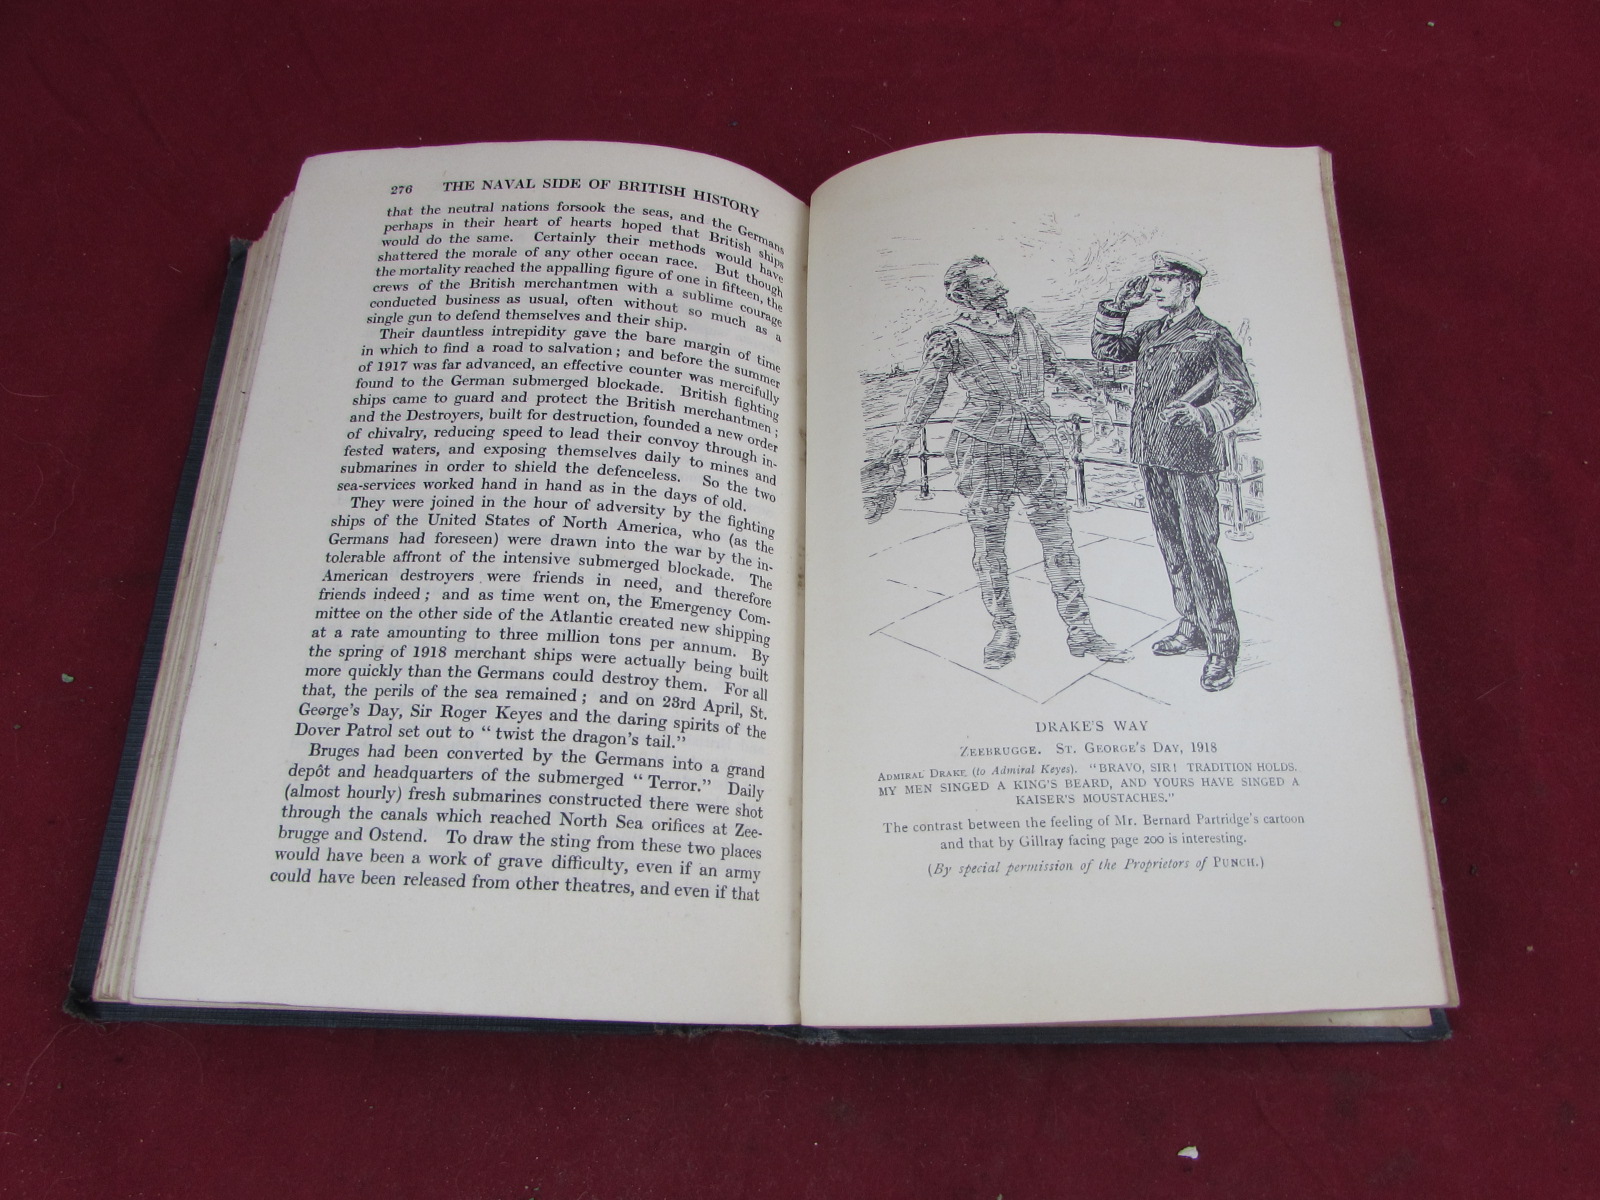 276 THE NAVAL SIDE OF BRITISH HISTORY
that the neutral nations forsook the seas, and the Germans
perhaps in their heart of hearts hoped that British ships
would do the same. Certainly their methods would have
shattered the morale of any other ocean race. But though
the mortality reached the appalling figure of one in fifteen, the
crews of the British merchantmen with a sublime courage
conducted business as usual, often without so much as a
single gun to defend themselves and their ship.
Their dauntless intrepidity gave the bare margin of time
in which to find a road to salvation; and before the summer
of 1917 was far advanced, an effective counter was mercifully
found to the German submerged blockade. British fighting
ships came to guard and protect the British merchantmen;
and the Destroyers, built for destruction, founded a new order
of chivalry, reducing speed to lead their convoy through in-
fested waters, and exposing themselves daily to mines and
submarines in order to shield the defenceless. So the two
sea-services worked hand in hand as in the days of old.
They were joined in the hour of adversity by the fighting
ships of the United States of North America, who (as the
Germans had foreseen) were drawn into the war by the in-
tolerable affront of the intensive submerged blockade. The
American destroyers were friends in need, and therefore
friends indeed; and as time went on, the Emergency Com-
mittee on the other side of the Atlantic created new shipping
at a rate amounting to three million tons per annum. By
the spring of 1918 merchant ships were actually being built
more quickly than the Germans could destroy them. For all
that, the perils of the sea remained; and on 23rd April, St.
George's Day, Sir Roger Keyes and the daring spirits of the
Dover Patrol set out to "twist the dragon's tail."
Bruges had been converted by the Germans into a grand
depôt and headquarters of the submerged "Terror." Daily
(almost hourly) fresh submarines constructed there were shot
through the canals which reached North Sea orifices at Zee-
brugge and Ostend. To draw the sting from these two places
would have been a work of grave difficulty, even if an army
could have been released from other theatres, and even if that
DRAKE'S WAY
ZEEBRUGGE. ST. GEORGE'S DAY, 1918
ADMIRAL DRAKE (to Admiral Keyes). "BRAVO, SIR! TRADITION HOLDS.
MY MEN SINGED A KING'S BEARD, AND YOURS HAVE SINGED A
KAISER'S MOUSTACHES."
The contrast between the feeling of Mr. Bernard Partridge's cartoon
and that by Gillray facing page 200 is interesting.
(By special permission of the Proprietors of PUNCH.)